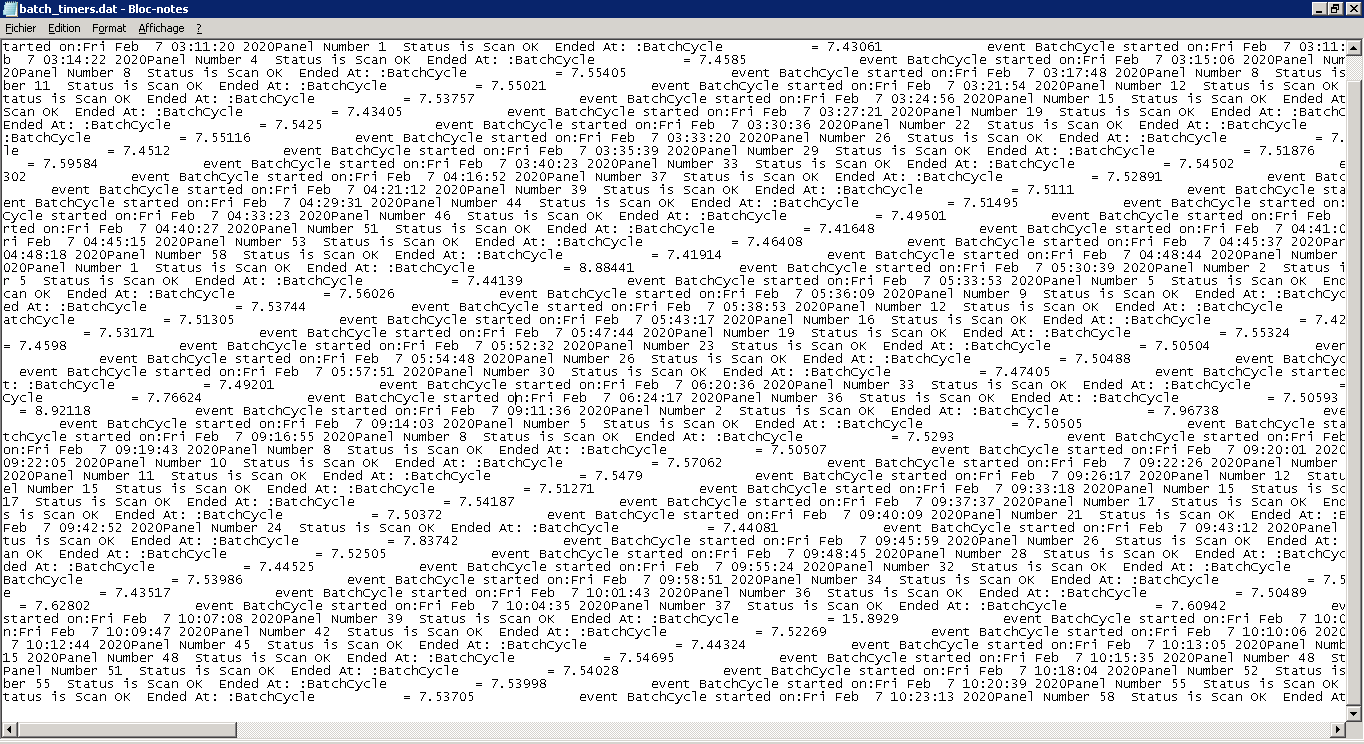 batch_timers.dat - Bloc-notes
Fichier Edition Format Affichage ?
tarted on:Fri Feb  7 03:11:20 2020Panel Number 1  Status is Scan OK  Ended At: :BatchCycle           = 7.43061             event BatchCycle started on:Fri Feb  7 03:11:
b  7 03:14:22 2020Panel Number 4  Status is Scan OK  Ended At: :BatchCycle           = 7.4585             event BatchCycle started on:Fri Feb  7 03:15:06 2020Panel Num
20Panel Number 8  Status is Scan OK  Ended At: :BatchCycle           = 7.55405             event BatchCycle started on:Fri Feb  7 03:17:48 2020Panel Number 8  Status is
ber 11  Status is Scan OK  Ended At: :BatchCycle           = 7.55021             event BatchCycle started on:Fri Feb  7 03:21:54 2020Panel Number 12  Status is Scan OK
tatus is Scan OK  Ended At: :BatchCycle           = 7.53757             event BatchCycle started on:Fri Feb  7 03:24:56 2020Panel Number 15  Status is Scan OK  Ended At
Scan OK  Ended At: :BatchCycle           = 7.43405             event BatchCycle started on:Fri Feb  7 03:27:21 2020Panel Number 19  Status is Scan OK  Ended At: :Batch
Ended At: :BatchCycle           = 7.5425             event BatchCycle started on:Fri Feb  7 03:30:36 2020Panel Number 22  Status is Scan OK  Ended At: :BatchC
:BatchCycle           = 7.55116             event BatchCycle started on:Fri Feb  7 03:33:20 2020Panel Number 26  Status is Scan OK  Ended At: :BatchCycle           = 7.
le           = 7.4512             event BatchCycle started on:Fri Feb  7 03:35:39 2020Panel Number 29  Status is Scan OK  Ended At: :BatchCycle           = 7.51876
= 7.59584             event BatchCycle started on:Fri Feb  7 03:40:23 2020Panel Number 33  Status is Scan OK  Ended At: :BatchCycle           = 7.54502             e
302             event BatchCycle started on:Fri Feb  7 04:16:52 2020Panel Number 37  Status is Scan OK  Ended At: :BatchCycle           = 7.52891             event Batc
event BatchCycle started on:Fri Feb  7 04:21:12 2020Panel Number 39  Status is Scan OK  Ended At: :BatchCycle           = 7.5111             event BatchCycle sta
ent BatchCycle started on:Fri Feb  7 04:29:31 2020Panel Number 44  Status is Scan OK  Ended At: :BatchCycle           = 7.51495             event BatchCycle started on
Cycle started on:Fri Feb  7 04:33:23 2020Panel Number 46  Status is Scan OK  Ended At: :BatchCycle           = 7.49501             event BatchCycle started on:Fri Feb
rted on:Fri Feb  7 04:40:27 2020Panel Number 51  Status is Scan OK  Ended At: :BatchCycle           = 7.41648             event BatchCycle started on:Fri Feb  7 04:41:0
ri Feb  7 04:45:15 2020Panel Number 53  Status is Scan OK  Ended At: :BatchCycle           = 7.46408             event BatchCycle started on:Fri Feb  7 04:45:37 2020Par
04:48:18 2020Panel Number 58  Status is Scan OK  Ended At: :BatchCycle           = 7.41914             event BatchCycle started on:Fri Feb  7 04:48:44 2020Panel Number
020Panel Number 1  Status is Scan OK  Ended At: :BatchCycle           = 8.88441             event BatchCycle started on:Fri Feb  7 05:30:39 2020Panel Number 2  Status i
r 5  Status is Scan OK  Ended At: :BatchCycle           = 7.44139             event BatchCycle started on:Fri Feb  7 05:33:53 2020Panel Number 5  Status is Scan OK  Enc
can OK  Ended At: :BatchCycle           = 7.56026             event BatchCycle started on:Fri Feb  7 05:36:09 2020Panel Number 9  Status is Scan OK  Ended At: :BatchCyc
ed At: :BatchCycle           = 7.53744             event BatchCycle started on:Fri Feb  7 05:38:53 2020Panel Number 12  Status is Scan OK  Ended At: :BatchCycle
atchCycle           = 7.51305             event BatchCycle started on:Fri Feb  7 05:43:17 2020Panel Number 16  Status is Scan OK  Ended At: :BatchCycle           = 7.42
= 7.53171             event BatchCycle started on:Fri Feb  7 05:47:44 2020Panel Number 19  Status is Scan OK  Ended At: :BatchCycle           = 7.55324
= 7.4598             event BatchCycle started on:Fri Feb  7 05:52:32 2020Panel Number 23  Status is Scan OK  Ended At: :BatchCycle           = 7.50504             ever
event BatchCycle started on:Fri Feb  7 05:54:48 2020Panel Number 26  Status is Scan OK  Ended At: :BatchCycle           = 7.50488             event BatchCyc
event BatchCycle started on:Fri Feb  7 05:57:51 2020Panel Number 30  Status is Scan OK  Ended At: :BatchCycle           = 7.47405             event BatchCycle started
t: :BatchCycle           = 7.49201             event BatchCycle started on:Fri Feb  7 06:20:36 2020Panel Number 33  Status is Scan OK  Ended At: :BatchCycle
Cycle           = 7.76624             event BatchCycle started on:Fri Feb  7 06:24:17 2020Panel Number 36  Status is Scan OK  Ended At: :BatchCycle           = 7.50593
= 8.92118             event BatchCycle started on:Fri Feb  7 09:11:36 2020Panel Number 2  Status is Scan OK  Ended At: :BatchCycle           = 7.96738             eve
event BatchCycle started on:Fri Feb  7 09:14:03 2020Panel Number 5  Status is Scan OK  Ended At: :BatchCycle           = 7.50505             event BatchCycle sta
tchCycle started on:Fri Feb  7 09:16:55 2020Panel Number 8  Status is Scan OK  Ended At: :BatchCycle           = 7.5293             event BatchCycle started on:Fri Feb
on:Fri Feb  7 09:19:43 2020Panel Number 8  Status is Scan OK  Ended At: :BatchCycle           = 7.50507             event BatchCycle started on:Fri Feb  7 09:20:01 202C
09:22:05 2020Panel Number 10  Status is Scan OK  Ended At: :BatchCycle           = 7.57062             event BatchCycle started on:Fri Feb  7 09:22:26 2020Panel Number
2020Panel Number 11  Status is Scan OK  Ended At: :BatchCycle           = 7.5479             event BatchCycle started on:Fri Feb  7 09:26:17 2020Panel Number 12  Status
el Number 15  Status is Scan OK  Ended At: :BatchCycle           = 7.51271             event BatchCycle started on:Fri Feb  7 09:33:18 2020Panel Number 15  Status is Sc
17  Status is Scan OK  Ended At: :BatchCycle           = 7.54187             event BatchCycle started on:Fri Feb  7 09:37:37 2020Panel Number 17  Status is Scan OK  Enc
S is Scan OK  Ended At: :BatchCycle           = 7.50372             event BatchCycle started on:Fri Feb  7 09:40:09 2020Panel Number 21  Status is Scan OK  Ended At: :E
Feb  7 09:42:52 2020Panel Number 24  Status is Scan OK  Ended At: :BatchCycle           = 7.44081             event BatchCycle started on:Fri Feb  7 09:43:12 2020Panel
tus is Scan OK  Ended At: :BatchCycle           = 7.83742             event BatchCycle started on:Fri Feb  7 09:45:59 2020Panel Number 26  Status is Scan OK  Ended At:
an OK  Ended At: :BatchCycle           = 7.52505             event BatchCycle started on:Fri Feb  7 09:48:45 2020Panel Number 28  Status is Scan OK  Ended At: :BatchCyc
ded At: :BatchCycle           = 7.44525             event BatchCycle started on:Fri Feb  7 09:55:24 2020Panel Number 32  Status is Scan OK  Ended At: :BatchCycle
BatchCycle           = 7.53986             event BatchCycle started on:Fri Feb  7 09:58:51 2020Panel Number 34  Status is Scan OK  Ended At: :BatchCycle           = 7.5
e           = 7.43517             event BatchCycle started on:Fri Feb  7 10:01:43 2020Panel Number 36  Status is Scan OK  Ended At: :BatchCycle           = 7.50489
= 7.62802             event BatchCycle started on:Fri Feb  7 10:04:35 2020Panel Number 37  Status is Scan OK  Ended At: :BatchCycle           = 7.60942             eve
started on:Fri Feb  7 10:07:08 2020Panel Number 39  Status is Scan OK  Ended At: :BatchCycle           = 15.8929             event BatchCycle started on:Fri Feb  7 10:0
n:Fri Feb  7 10:09:47 2020Panel Number 42  Status is Scan OK  Ended At: :BatchCycle           = 7.52269             event BatchCycle started on:Fri Feb  7 10:10:06 2020
7 10:12:44 2020Panel Number 45  Status is Scan OK  Ended At: :BatchCycle           = 7.44324             event BatchCycle started on:Fri Feb  7 10:13:05 2020Panel Numb
15 2020Panel Number 48  Status is Scan OK  Ended At: :BatchCycle           = 7.54695             event BatchCycle started on:Fri Feb  7 10:15:35 2020Panel Number 48  St
Panel Number 51  Status is Scan OK  Ended At: :BatchCycle           = 7.54028             event BatchCycle started on:Fri Feb  7 10:18:04 2020Panel Number 52  Status is
ber 55  Status is Scan OK  Ended At: :BatchCycle           = 7.53998             event BatchCycle started on:Fri Feb  7 10:20:39 2020Panel Number 55  Status is Scan OK
tatus is Scan OK  Ended At: :BatchCycle           = 7.53705             event BatchCycle started on:Fri Feb  7 10:23:13 2020Panel Number 58  Status is Scan OK  Ended At